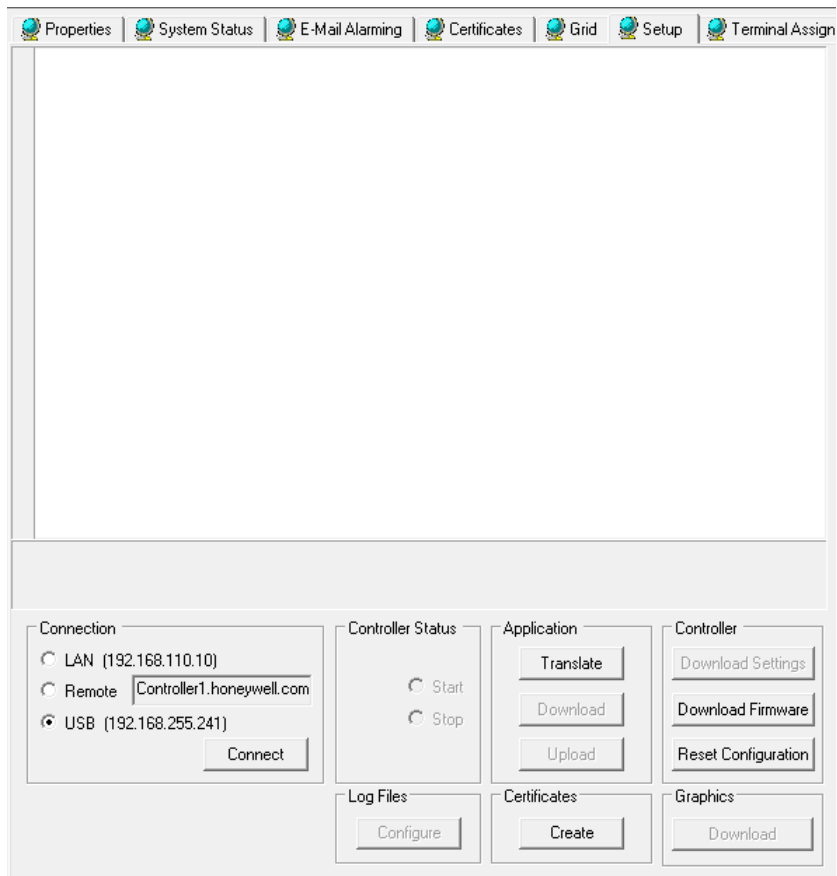 Properties System Status E-Mail Alarming Certificates Grid Setup Terminal Assign
Connection
LAN (192.168.110.10)
Remote Controller1.honeywell.com
USB (192.168.255.241)
Connect
Controller Status
Start
Stop
Application
Translate
Download
Upload
Controller
Download Settings
Download Firmware
Reset Configuration
Log Files
Configure
Certificates
Create
Graphics
Download